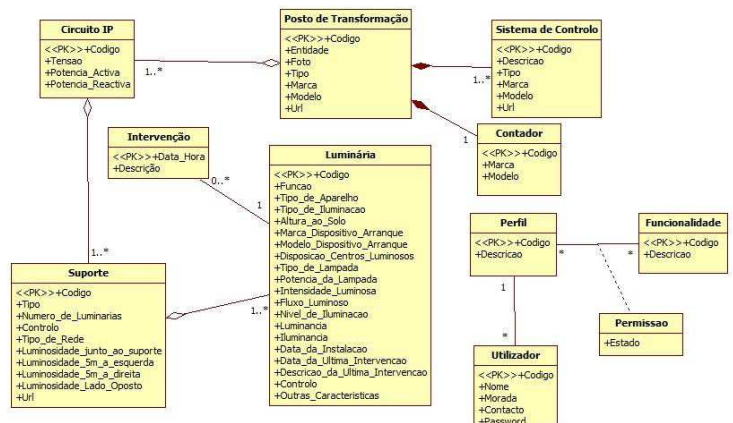 Circuito IP
<<PK>>+Codigo
+Tensao
+Potencia_Activa
+Potencia_Reactiva
1..*
Posto de Transformação
<<PK>>+Codigo
+Entidade
+Foto
+Tipo
+Marca
+Modelo
+Url
Sistema de Controlo
<<PK>>+Codigo
+Descricao
+Tipo
+Marca
+Modelo
+Url
1..*
Contador
<<PK>>+Codigo
+Marca
+Modelo
1
Intervenção
<<PK>>+Data_Hora
+Descrição
0..*
1
Luminária
<<PK>>+Codigo
+Funcao
+Tipo_de_Aparelho
+Tipo_de_Iluminacao
+Altura_ao_Solo
+Marca_Dispositivo_Arranque
+Modelo_Dispositivo_Arranque
+Disposicao_Centros_Luminosos
+Tipo_de_Lampada
+Potencia_da_Lampada
+Intensidade_Luminosa
+Fluxo_Luminoso
+Nivel_de_Iluminacao
+Luminancia
+Iluminancia
+Data_da_Instalacao
+Data_da_Ultima_Intervencao
+Descricao_da_Ultima_Intervencao
+Controlo
+Outras_Caracteristicas
1..*
1..*
Suporte
<<PK>>+Codigo
+Tipo
+Numero_de_Luminarias
+Controlo
+Tipo_de_Rede
+Luminosidade_junto_ao_suporte
+Luminosidade_5m_a_esquerda
+Luminosidade_5m_a_direita
+Luminosidade_Lado_Oposto
+Url
Perfil
<<PK>>+Codigo
+Descricao
*
*
Funcionalidade
<<PK>>+Codigo
+Descricao
Permissao
+Estado
1
*
Utilizador
<<PK>>+Codigo
+Nome
+Morada
+Contacto
+Password